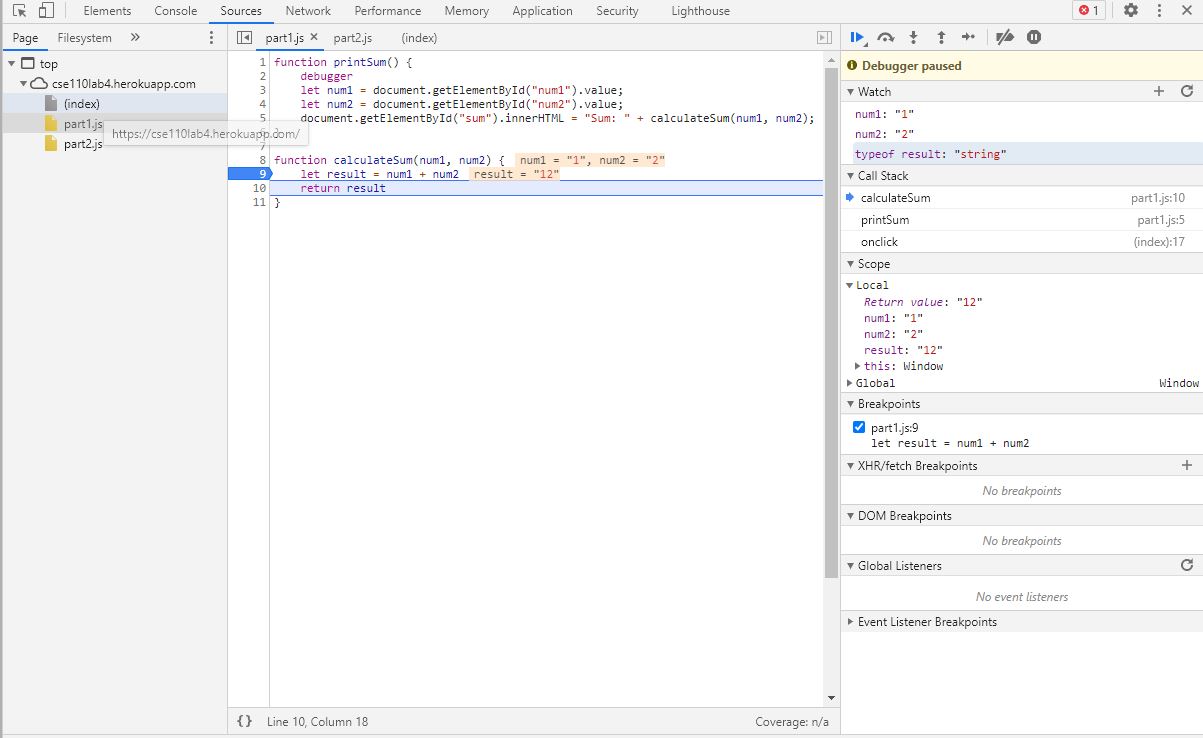 Elements Console Sources Network Performance Memory Application Security Lighthouse 1
Page Filesystem »
top
cse110lab4.herokuapp.com
(index)
part1.js
part2.js
https://cse110lab4.herokuapp.com/
part1.js × part2.js (index)
1 function printSum() {
2 debugger
3 let num1 = document.getElementById("num1").value;
4 let num2 = document.getElementById("num2").value;
5 document.getElementById("sum").innerHTML = "Sum: " + calculateSum(num1, num2);
}
7
8 function calculateSum(num1, num2) { num1 = "1", num2 = "2"
9 let result = num1 + num2 result = "12"
10 return result
11 }
{} Line 10, Column 18 Coverage: n/a
Debugger paused
Watch
num1: "1"
num2: "2"
typeof result: "string"
Call Stack
calculateSum part1.js:10
printSum part1.js:5
onclick (index):17
Scope
Local
Return value: "12"
num1: "1"
num2: "2"
result: "12"
this: Window
Global Window
Breakpoints
part1.js:9
let result = num1 + num2
XHR/fetch Breakpoints
No breakpoints
DOM Breakpoints
No breakpoints
Global Listeners
No event listeners
Event Listener Breakpoints